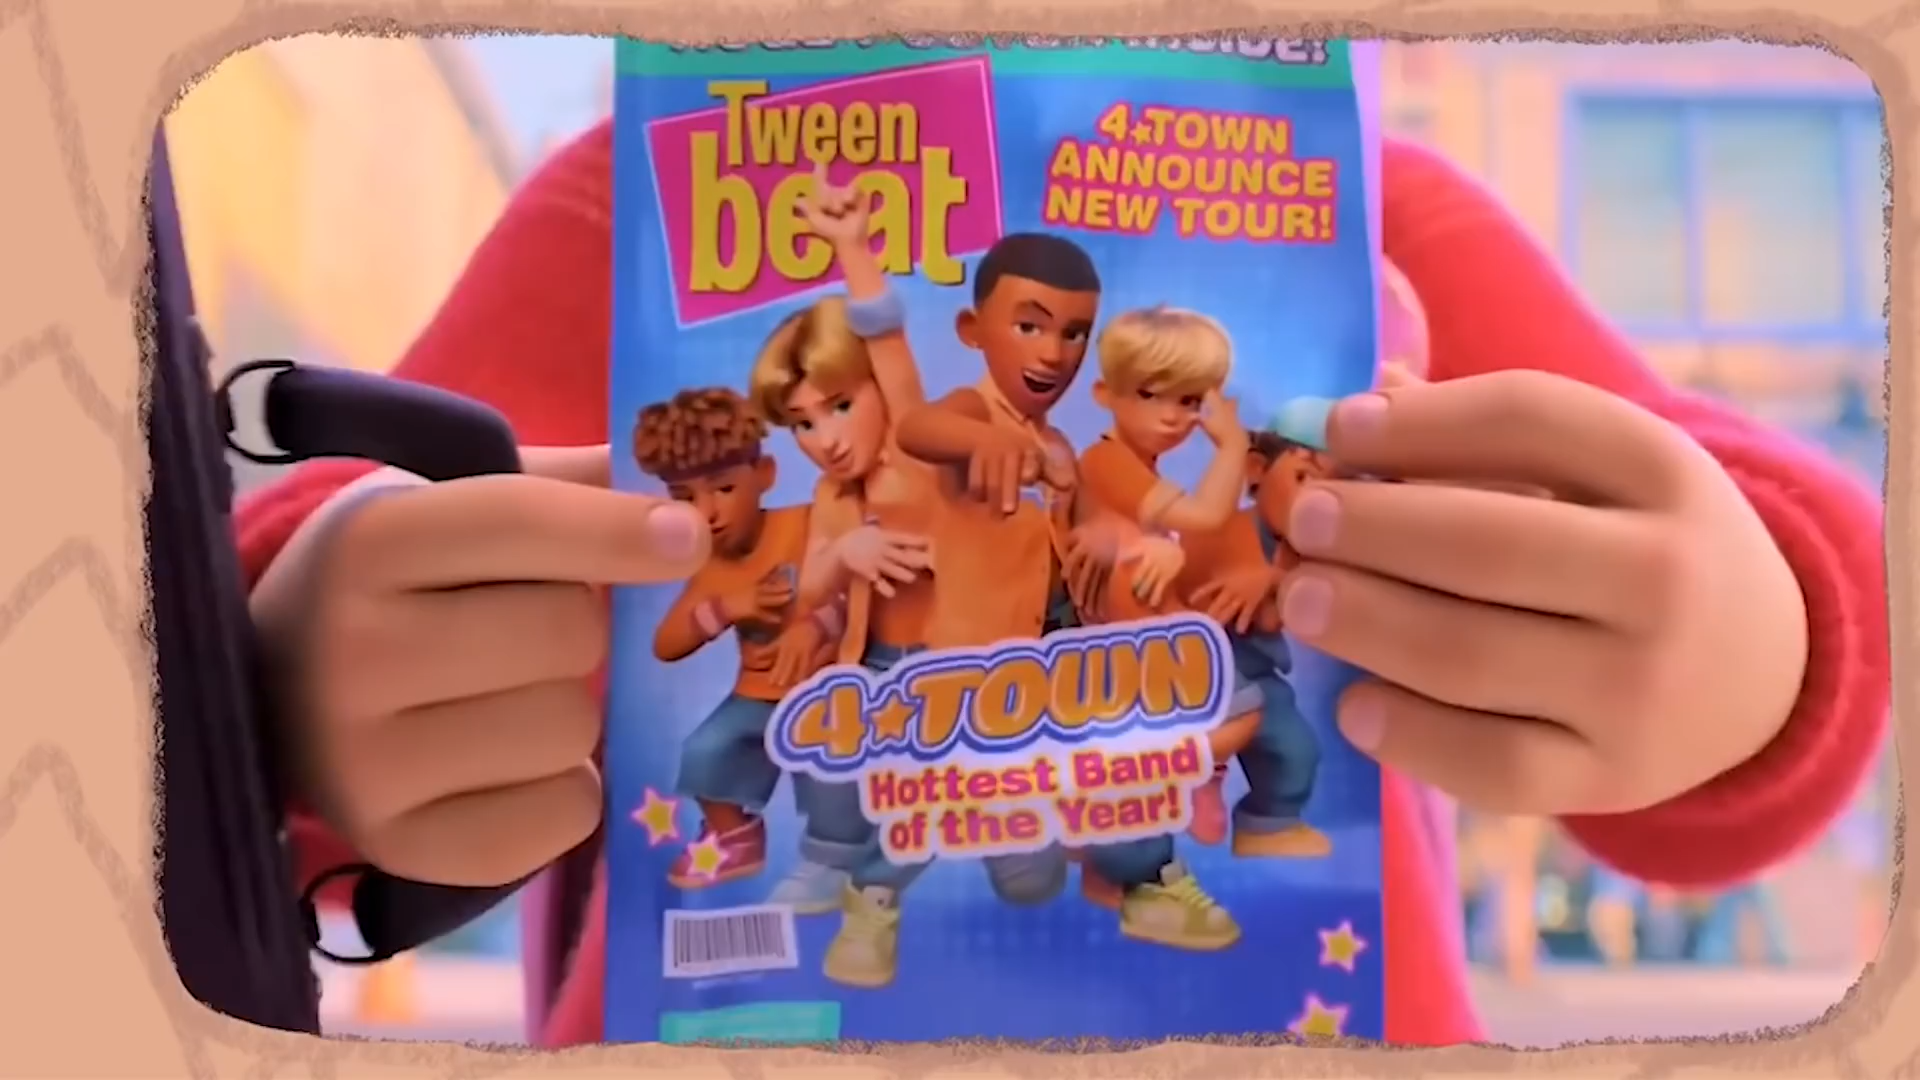 Tween
beat
4★TOWN
ANNOUNCE
NEW TOUR!
4★TOWN
Hottest Band
of the Year!